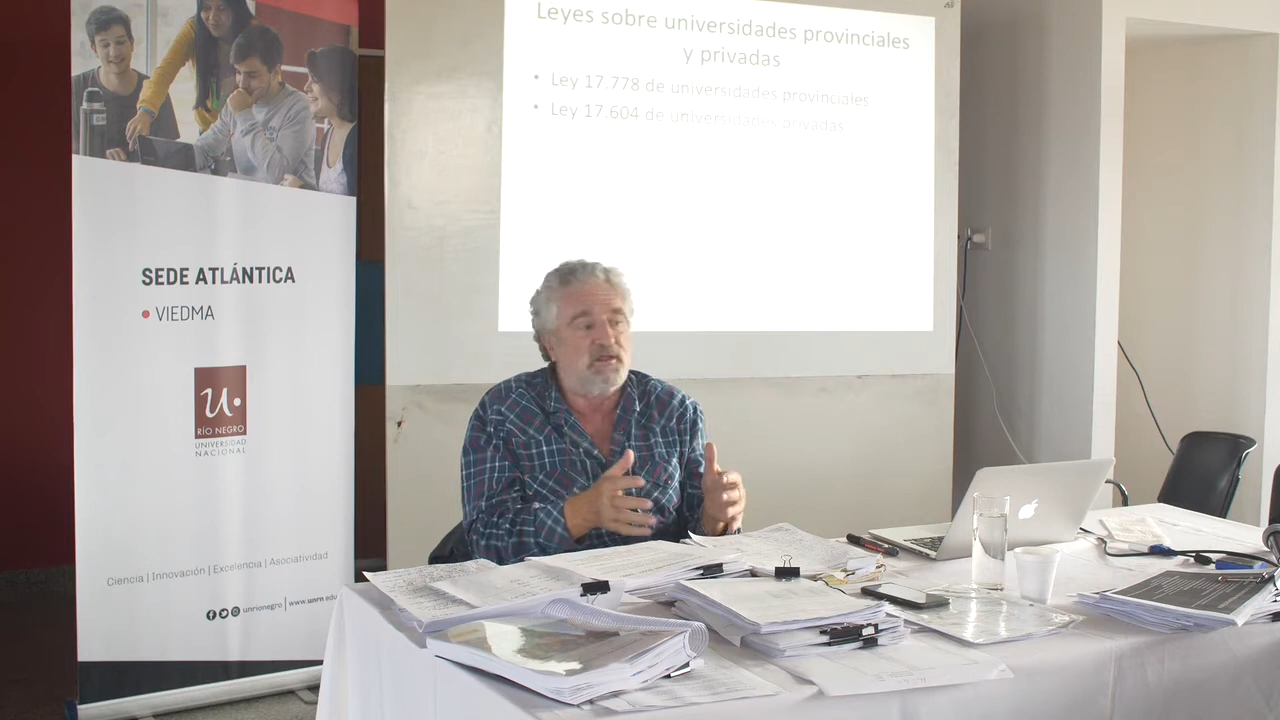 Leyes sobre universidades provinciales
y privadas
• Ley 17.778 de universidades provinciales
• Ley 17.604 de universidades privadas
SEDE ATLÁNTICA
• VIEDMA
U.
RÍO NEGRO
UNIVERSIDAD
NACIONAL
Ciencia | Innovación | Excelencia | Asociatividad
unrionegro | www.unrn.edu